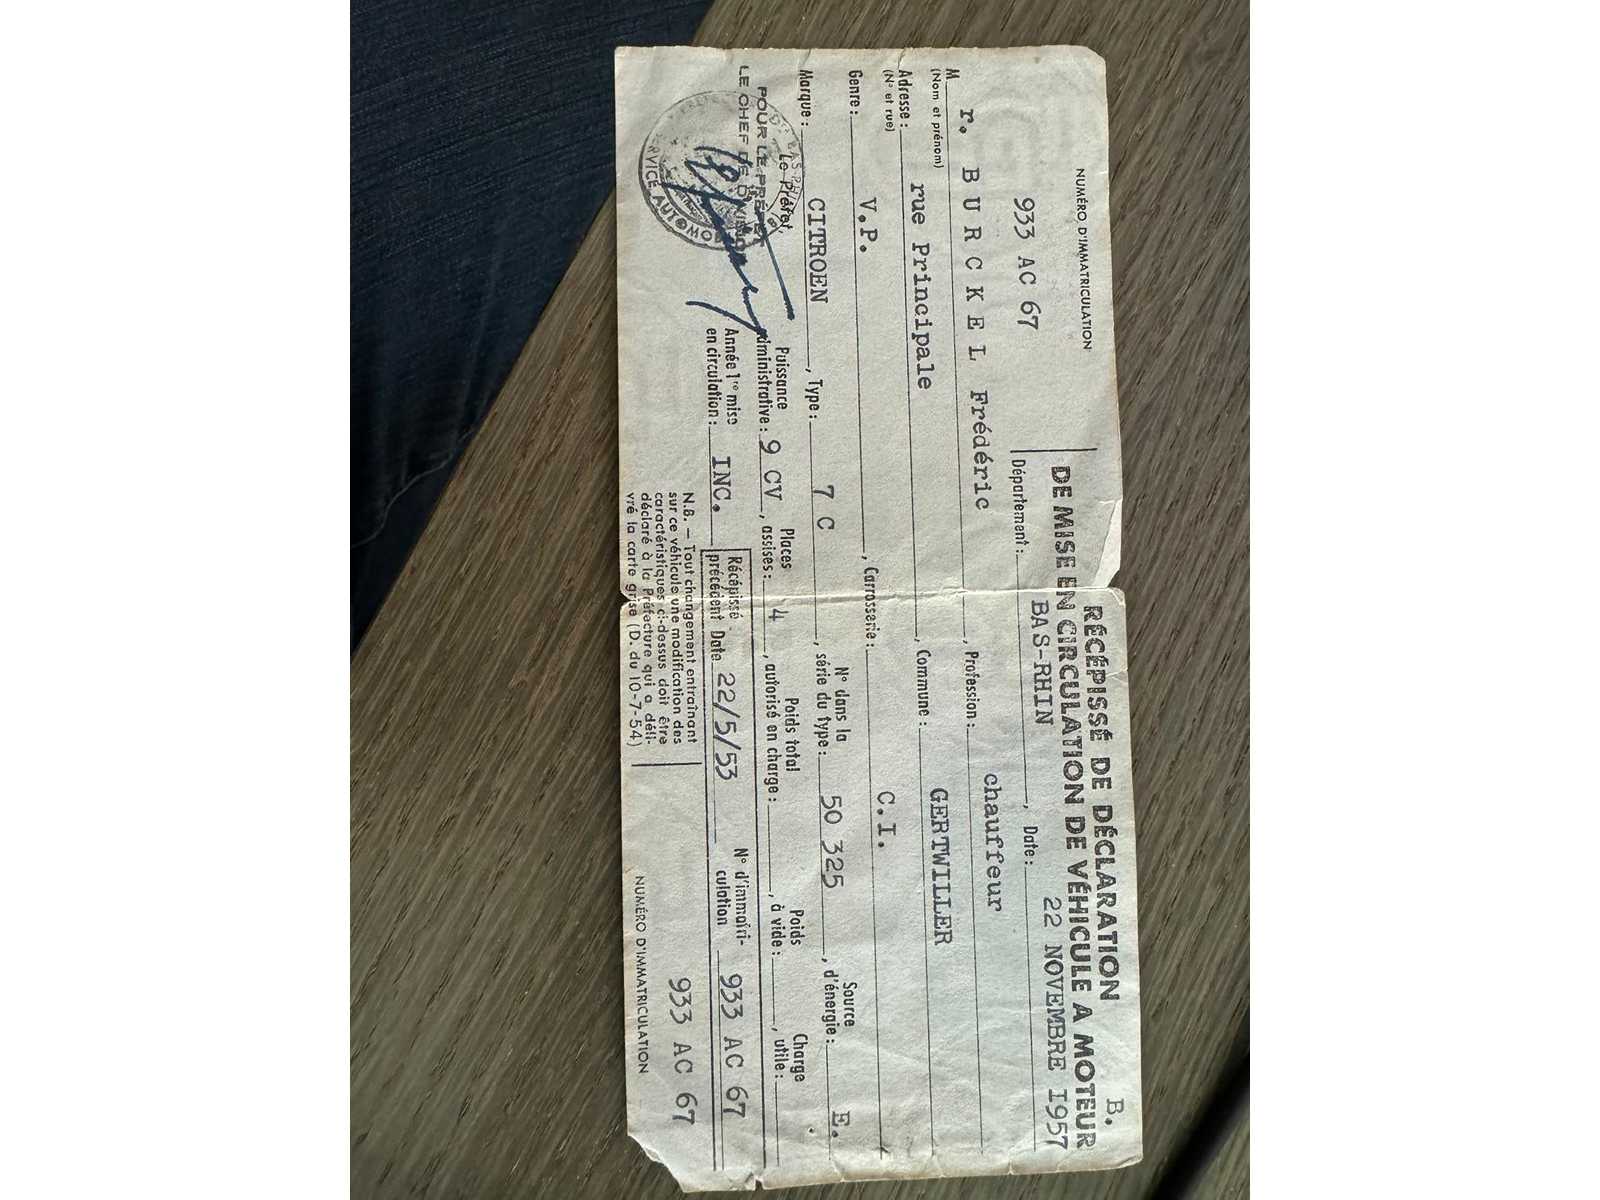 B.
NUMÉRO D'IMMATRICULATION
933 AC 67
RÉCÉPISSÉ DE DÉCLARATION
DE MISE EN CIRCULATION DE VÉHICULE A MOTEUR
Département : BAS-RHIN, Date : 22 NOVEMBRE I957
M r. BURCKEL Frédéric, Profession : chauffeur
(Nom et prénom)
Adresse : rue Principale, Commune : GERTWILLER
(N° et rue)
Genre : V.P., Carrosserie : C.I.
Marque : CITROEN, Type : 7 C, N° dans la série du type : 50 325, Source d'énergie : E.
Le Préfet,
Puissance administrative : 9 CV, Places assises : 4, Poids total autorisé en charge :, Poids à vide :, Charge utile :
POUR LE PRÉFET
LE CHEF DE DIVISION
SERVICE AUTOMO
Année 1re mise en circulation : INC.
Récépissé précédent Date 22/5/53 N° d'immatriculation 933 AC 67
N.B. — Tout changement entraînant
sur ce véhicule une modification des
caractéristiques ci-dessus doit être
déclaré à la Préfecture qui a déli-
vré la carte grise (D. du 10-7-54)
933 AC 67
NUMÉRO D'IMMATRICULATION